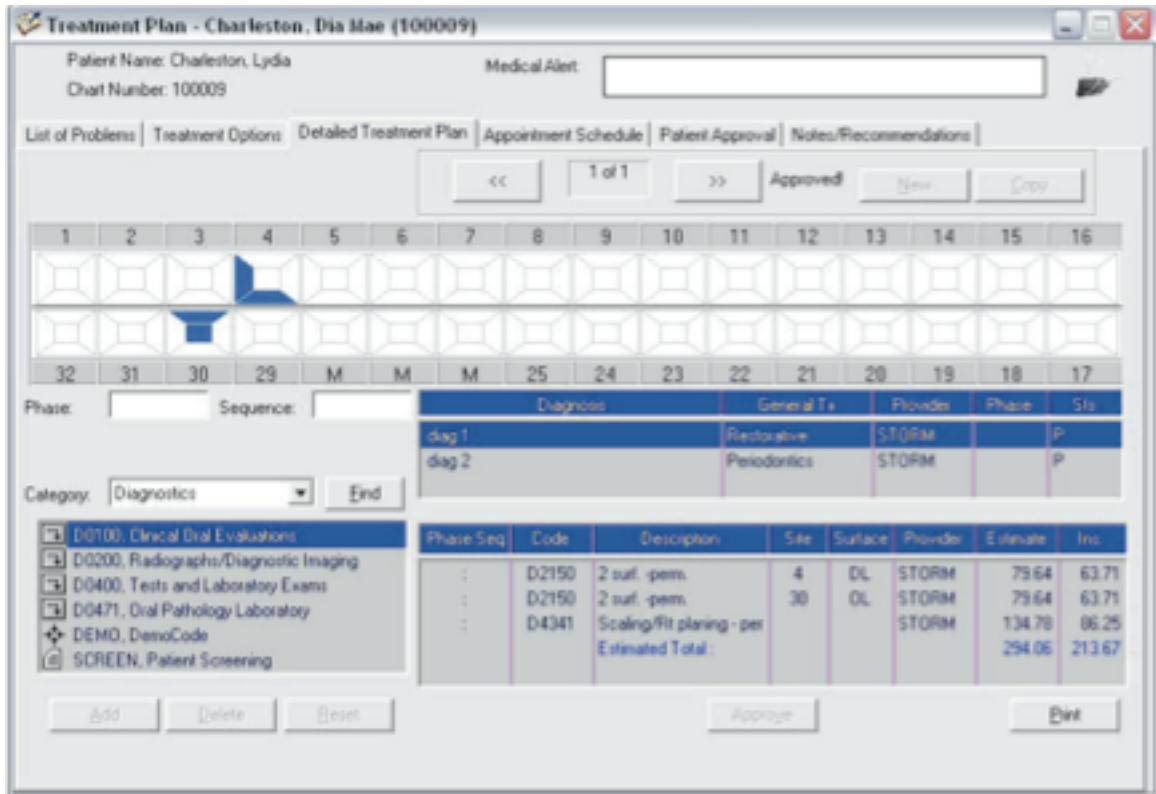 Treatment Plan - Charleston, Dia Mae (100009)
Patient Name: Charleston, Lydia
Medical Alert:
Chart Number: 100009
List of Problems Treatment Options Detailed Treatment Plan Appointment Schedule Patient Approval Notes/Recommendations
<< 1 of 1 >> Approved! New Copy
1 2 3 4 5 6 7 8 9 10 11 12 13 14 15 16
32 31 30 29 M M M 25 24 23 22 21 20 19 18 17
Phase: Sequence:
Diagnosis General Tx Provider Phase Sts
diag 1 Restorative STORM P
diag 2 Periodontics STORM P
Category: Diagnostics Find
D0100, Clinical Oral Evaluations
D0200, Radiographs/Diagnostic Imaging
D0400, Tests and Laboratory Exams
D0471, Oral Pathology Laboratory
DEMO, DemoCode
SCREEN, Patient Screening
Phase Seq Code Description Site Surface Provider Estimate Ins.
: D2150 2 surf. -perm. 4 DL STORM 79.64 63.71
: D2150 2 surf. -perm. 30 OL STORM 79.64 63.71
: D4341 Scaling/Rt planing - per STORM 134.78 86.25
Estimated Total : 294.06 213.67
Add Delete Reset Approve Print